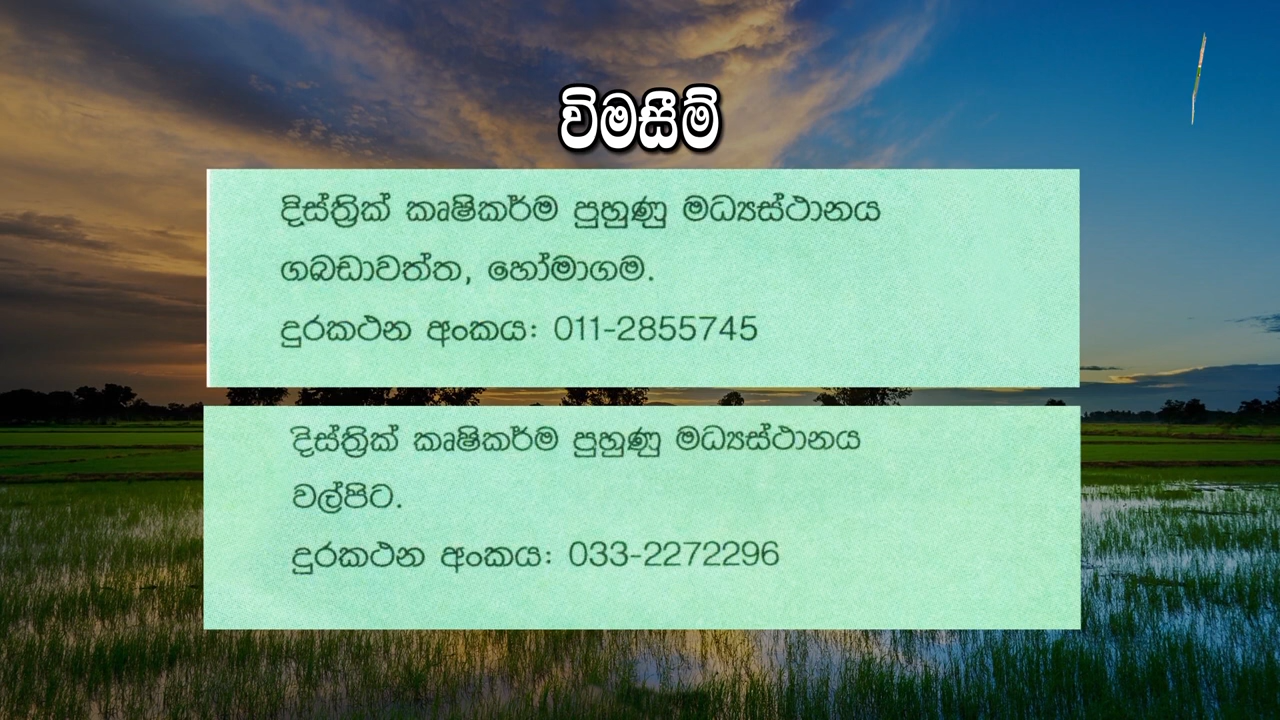 විමසීම්
දිස්ත්‍රික් කෘෂිකර්ම පුහුණු මධ්‍යස්ථානය
ගබඩාවත්ත, හෝමාගම.
දුරකථන අංකය: 011-2855745
දිස්ත්‍රික් කෘෂිකර්ම පුහුණු මධ්‍යස්ථානය
වල්පිට.
දුරකථන අංකය: 033-2272296